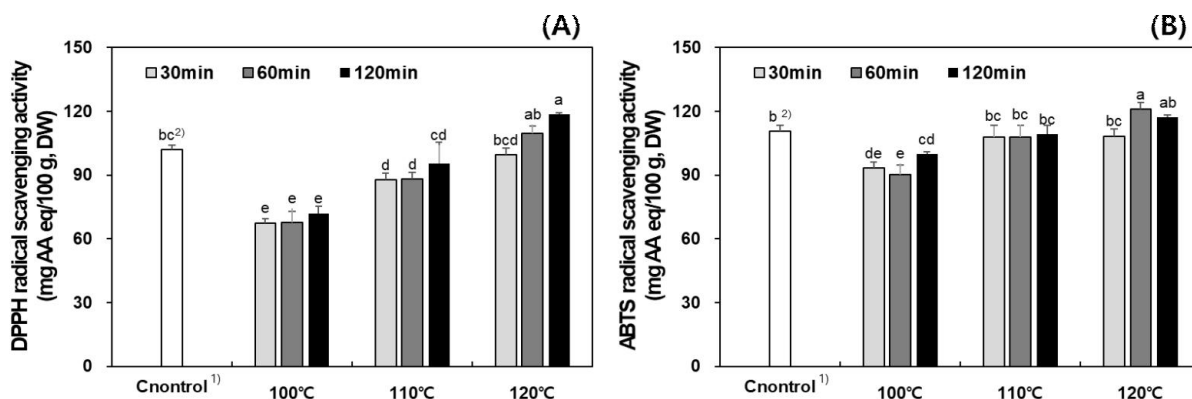 (A)
DPPH radical scavenging activity
(mg AA eq/100 g, DW)
150
120
90
60
30
0
30min 60min 120min
bc2)
e e e
d d cd
bcd ab a
Cnontrol 1) 100℃ 110℃ 120℃
(B)
ABTS radical scavenging activity
(mg AA eq/100 g, DW)
150
120
90
60
30
0
30min 60min 120min
b 2)
de e cd
bc bc bc
bc a ab
Cnontrol 1) 100℃ 110℃ 120℃